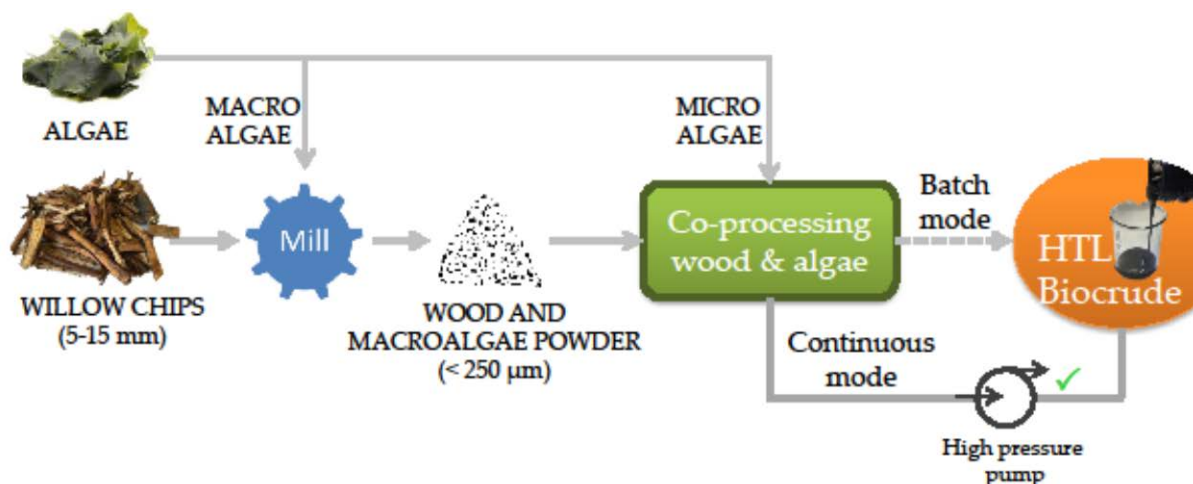 ALGAE
MACRO
ALGAE
MICRO
ALGAE
WILLOW CHIPS
(5-15 mm)
Mill
WOOD AND
MACROALGAE POWDER
(< 250 µm)
Co-processing
wood & algae
Batch
mode
HTL
Biocrude
Continuous
mode
High pressure
pump